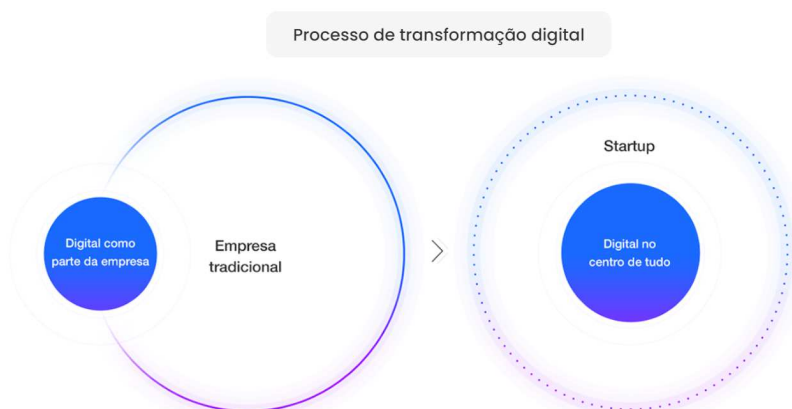 Processo de transformação digital
Startup
Digital como
parte da empresa
Empresa
tradicional
Digital no
centro de tudo